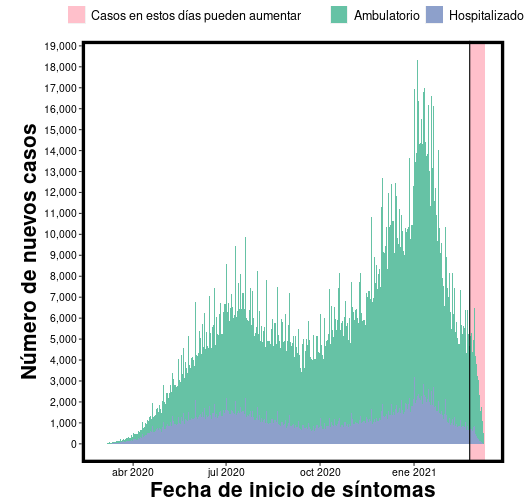 Casos en estos días pueden aumentar
Ambulatorio
Hospitalizado
19,000
18,000
17,000
16,000
15,000
14,000
13,000
12,000
11,000
10,000
9,000
8,000
7,000
6,000
5,000
4,000
3,000
2,000
1,000
0
Número de nuevos casos
abr 2020
jul 2020
oct 2020
ene 2021
Fecha de inicio de síntomas